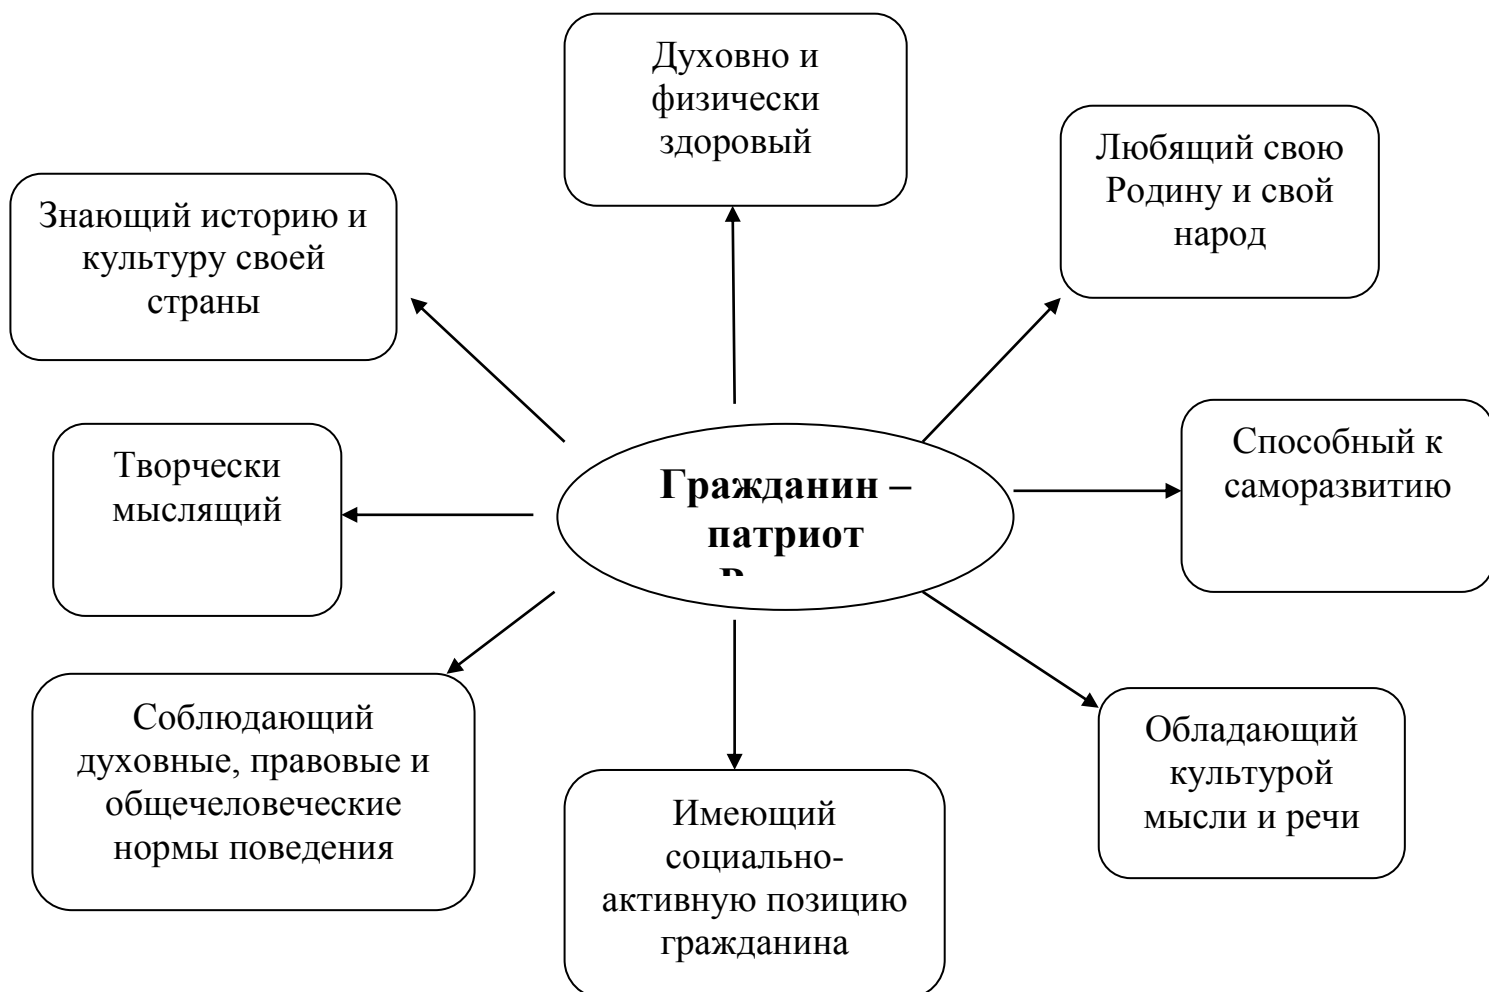 Духовно и
физически
здоровый
Любящий свою
Родину и свой
народ
Знающий историю и
культуру своей
страны
Способный к
саморазвитию
Творчески
мыслящий
Гражданин –
патриот
Соблюдающий
духовные, правовые и
общечеловеческие
нормы поведения
Обладающий
культурой
мысли и речи
Имеющий
социально-
активную позицию
гражданина